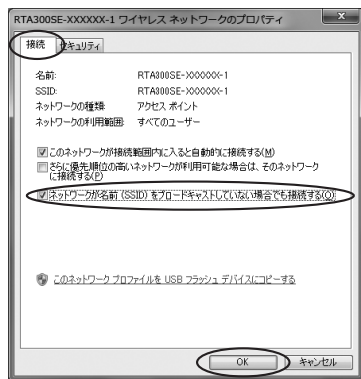 RTA300SE-XXXXXX-1 ワイヤレス ネットワークのプロパティ
接続 セキュリティ
名前: RTA300SE-XXXXXX-1
SSID: RTA300SE-XXXXXX-1
ネットワークの種類: アクセス ポイント
ネットワークの利用範囲: すべてのユーザー
このネットワークが接続範囲内に入ると自動的に接続する(M)
さらに優先順位の高いネットワークが利用可能な場合は、そのネットワーク
に接続する(P)
ネットワークが名前 (SSID) をブロードキャストしていない場合でも接続する(O)
このネットワーク プロファイルを USB フラッシュ デバイスにコピーする
OK キャンセル